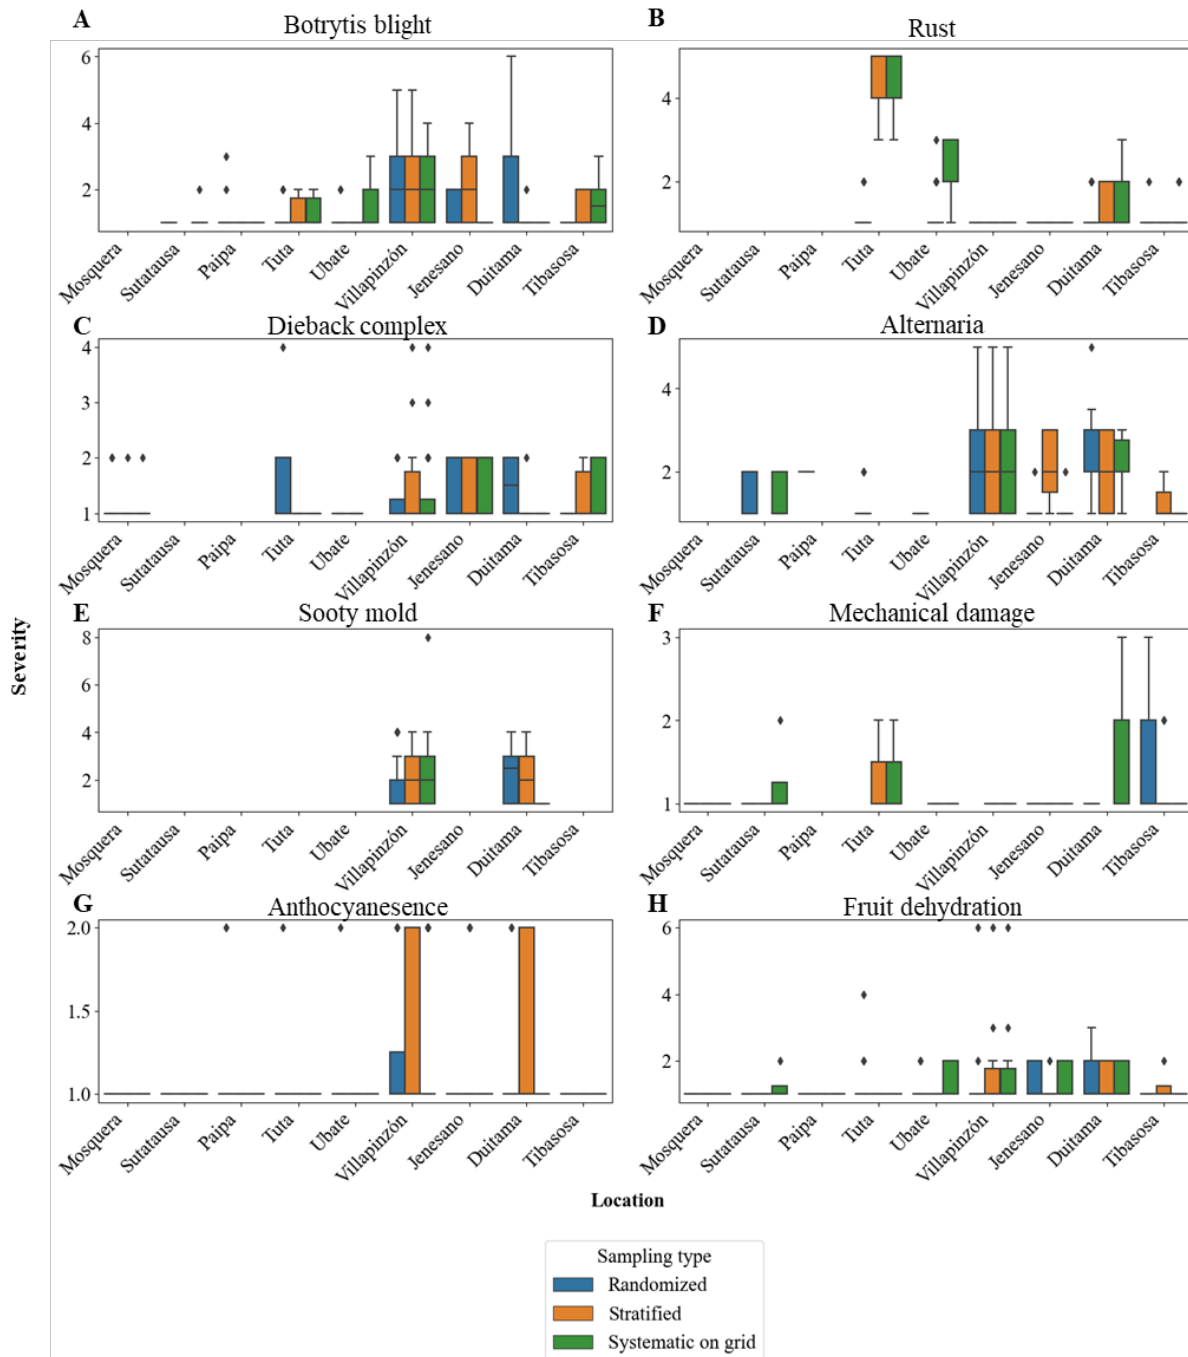 A
Botrytis blight
6
4
2
Mosquera
Sutatausa
Paipa
Tuta
Ubate
Villapinzón
Jenesano
Duitama
Tibasosa
B
Rust
4
2
Mosquera
Sutatausa
Paipa
Tuta
Ubate
Villapinzón
Jenesano
Duitama
Tibasosa
C
Dieback complex
4
3
2
1
Mosquera
Sutatausa
Paipa
Tuta
Ubate
Villapinzón
Jenesano
Duitama
Tibasosa
D
Alternaria
4
2
Mosquera
Sutatausa
Paipa
Tuta
Ubate
Villapinzón
Jenesano
Duitama
Tibasosa
Severity
E
Sooty mold
8
6
4
2
Mosquera
Sutatausa
Paipa
Tuta
Ubate
Villapinzón
Jenesano
Duitama
Tibasosa
F
Mechanical damage
3
2
1
Mosquera
Sutatausa
Paipa
Tuta
Ubate
Villapinzón
Jenesano
Duitama
Tibasosa
G
Anthocyanesence
2.0
1.5
1.0
Mosquera
Sutatausa
Paipa
Tuta
Ubate
Villapinzón
Jenesano
Duitama
Tibasosa
H
Fruit dehydration
6
4
2
Mosquera
Sutatausa
Paipa
Tuta
Ubate
Villapinzón
Jenesano
Duitama
Tibasosa
Location
Sampling type
Randomized
Stratified
Systematic on grid